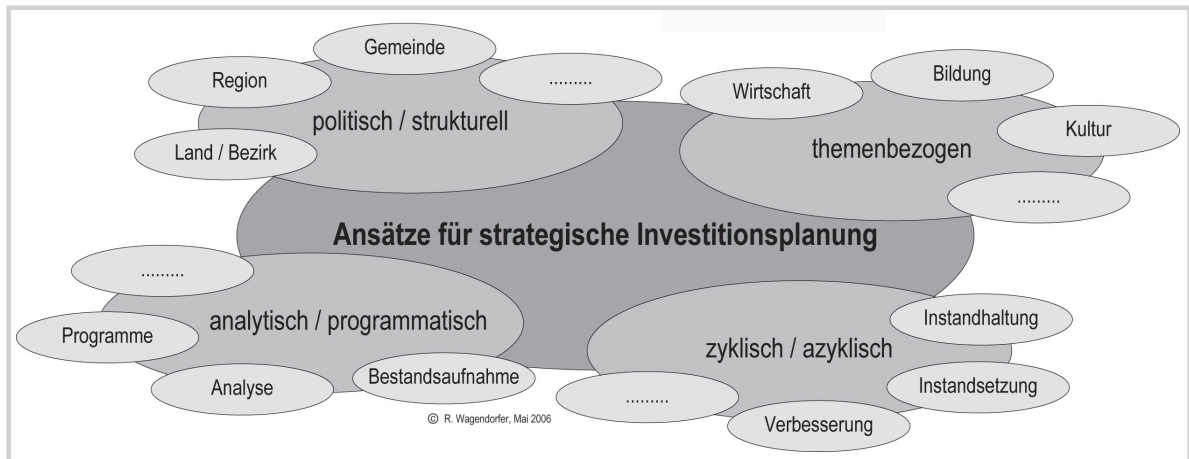 Gemeinde
Region
.........
politisch / strukturell
Land / Bezirk
Wirtschaft
Bildung
Kultur
themenbezogen
.........
Ansätze für strategische Investitionsplanung
.........
analytisch / programmatisch
Programme
Analyse
Bestandsaufnahme
Instandhaltung
zyklisch / azyklisch
Instandsetzung
.........
Verbesserung
© R. Wagendorfer, Mai 2006